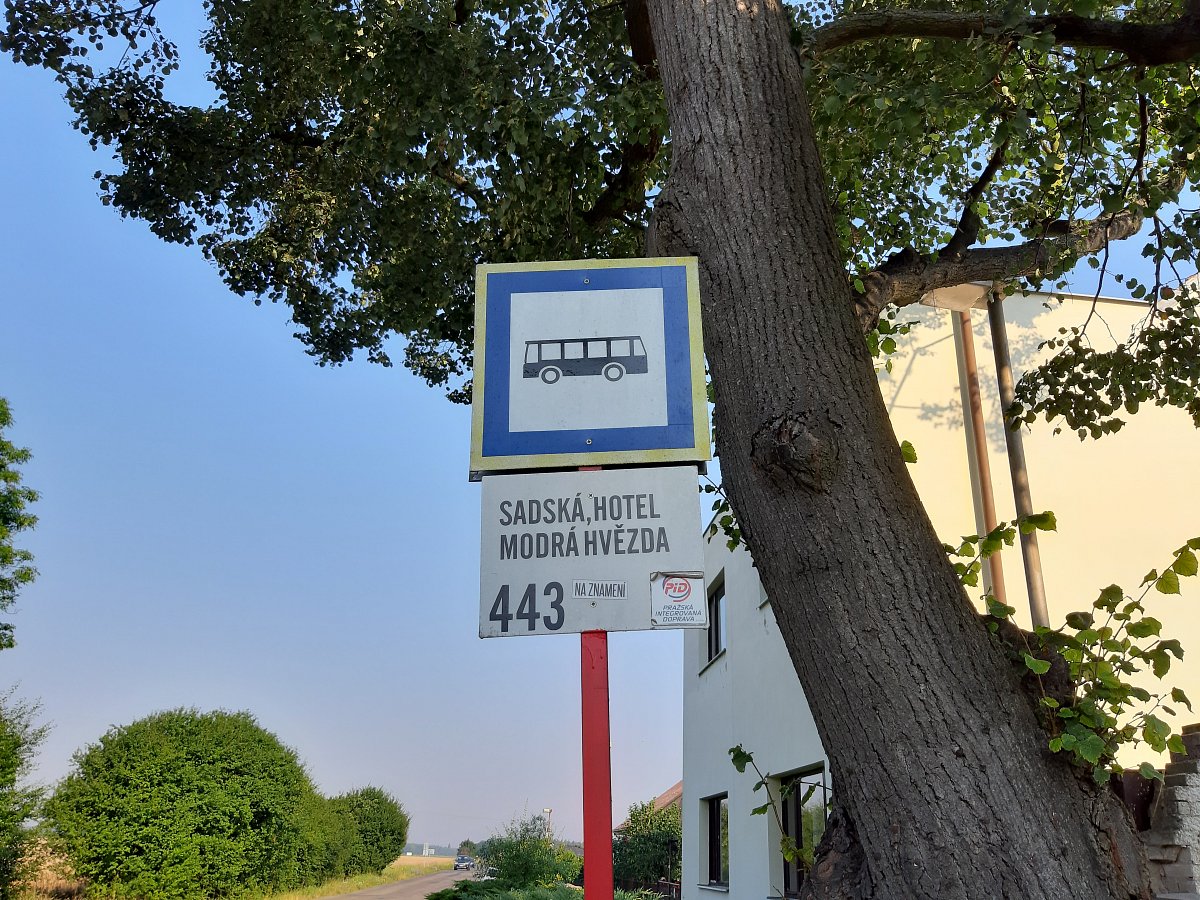 SADSKÁ, HOTEL
MODRÁ HVĚZDA
443 NA ZNAMENÍ
PID
PRAŽSKÁ
INTEGROVANÁ
DOPRAVA